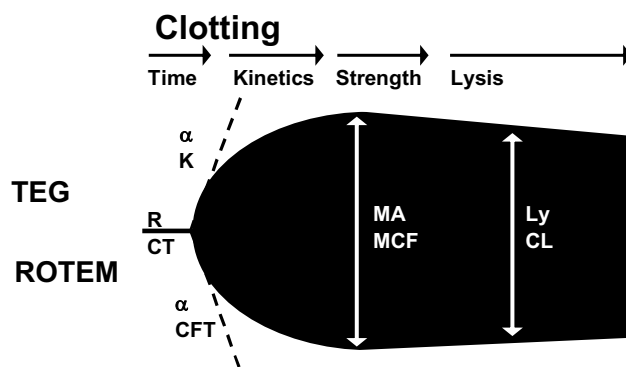 Clotting
Time Kinetics Strength Lysis
α
K
TEG
R
MA
Ly
MCF
CL
CT
ROTEM
α
CFT